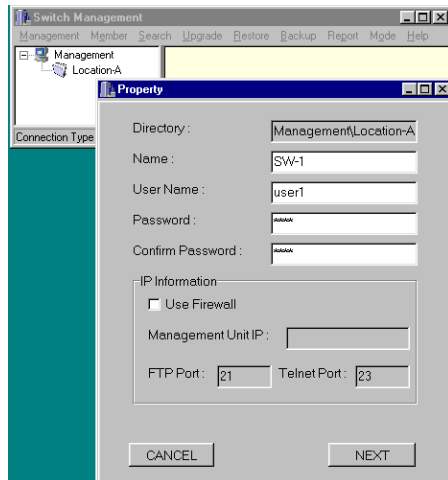 Switch Management
Management Member Search Upgrade Restore Backup Report Mode Help
Management
Location-A
Connection Type
Property
Directory : Management\Location-A
Name : SW-1
User Name : user1
Password : ****
Confirm Password : ****
IP Information
Use Firewall
Management Unit IP :
FTP Port : 21 Telnet Port : 23
CANCEL NEXT